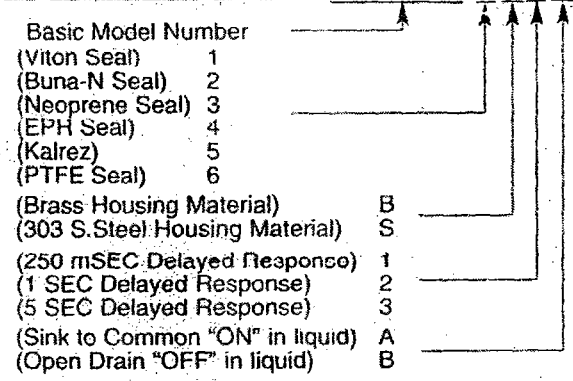 Basic Model Number
(Viton Seal) 1
(Buna-N Seal) 2
(Neoprene Seal) 3
(EPH Seal) 4
(Kalrez) 5
(PTFE Seal) 6
(Brass Housing Material) B
(303 S.Steel Housing Material) S
(250 mSEC Delayed Response) 1
(1 SEC Delayed Response) 2
(5 SEC Delayed Response) 3
(Sink to Common "ON" in liquid) A
(Open Drain "OFF" in liquid) B